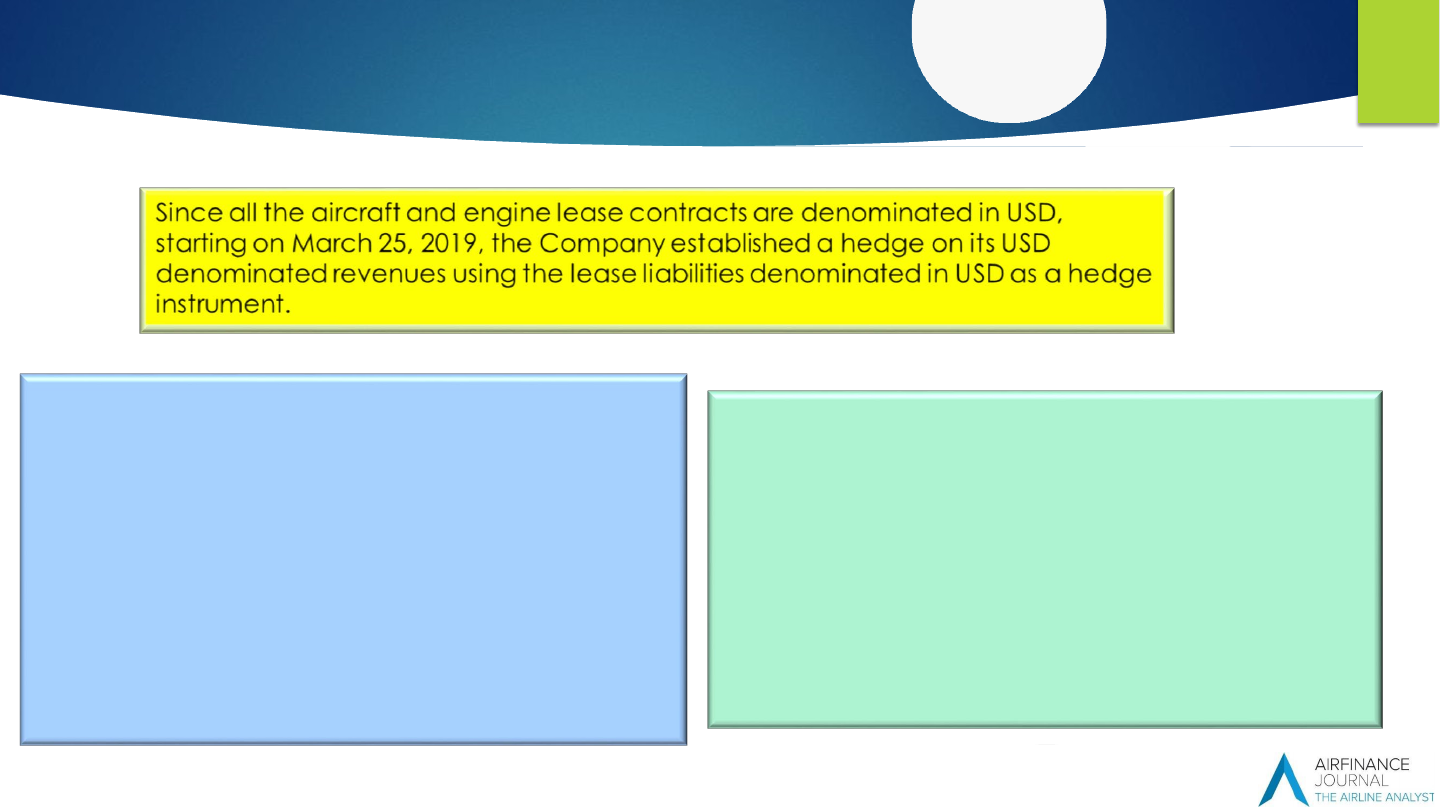 Since all the aircraft and engine lease contracts are denominated in USD,
starting on March 25, 2019, the Company established a hedge on its USD
denominated revenues using the lease liabilities denominated in USD as a hedge
instrument.
AIRFINANCE
JOURNAL
THE AIRLINE ANALYST